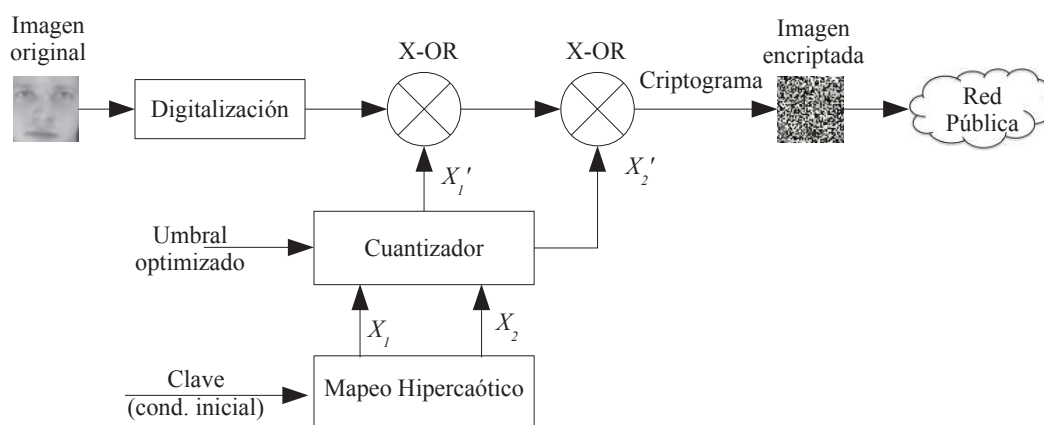 Imagen
original
X-OR
X-OR
Imagen
encriptada
Digitalización
Criptograma
Red
Pública
X₁'
X₂'
Umbral
optimizado
Cuantizador
X₁
X₂
Clave
(cond. inicial)
Mapeo Hipercaótico